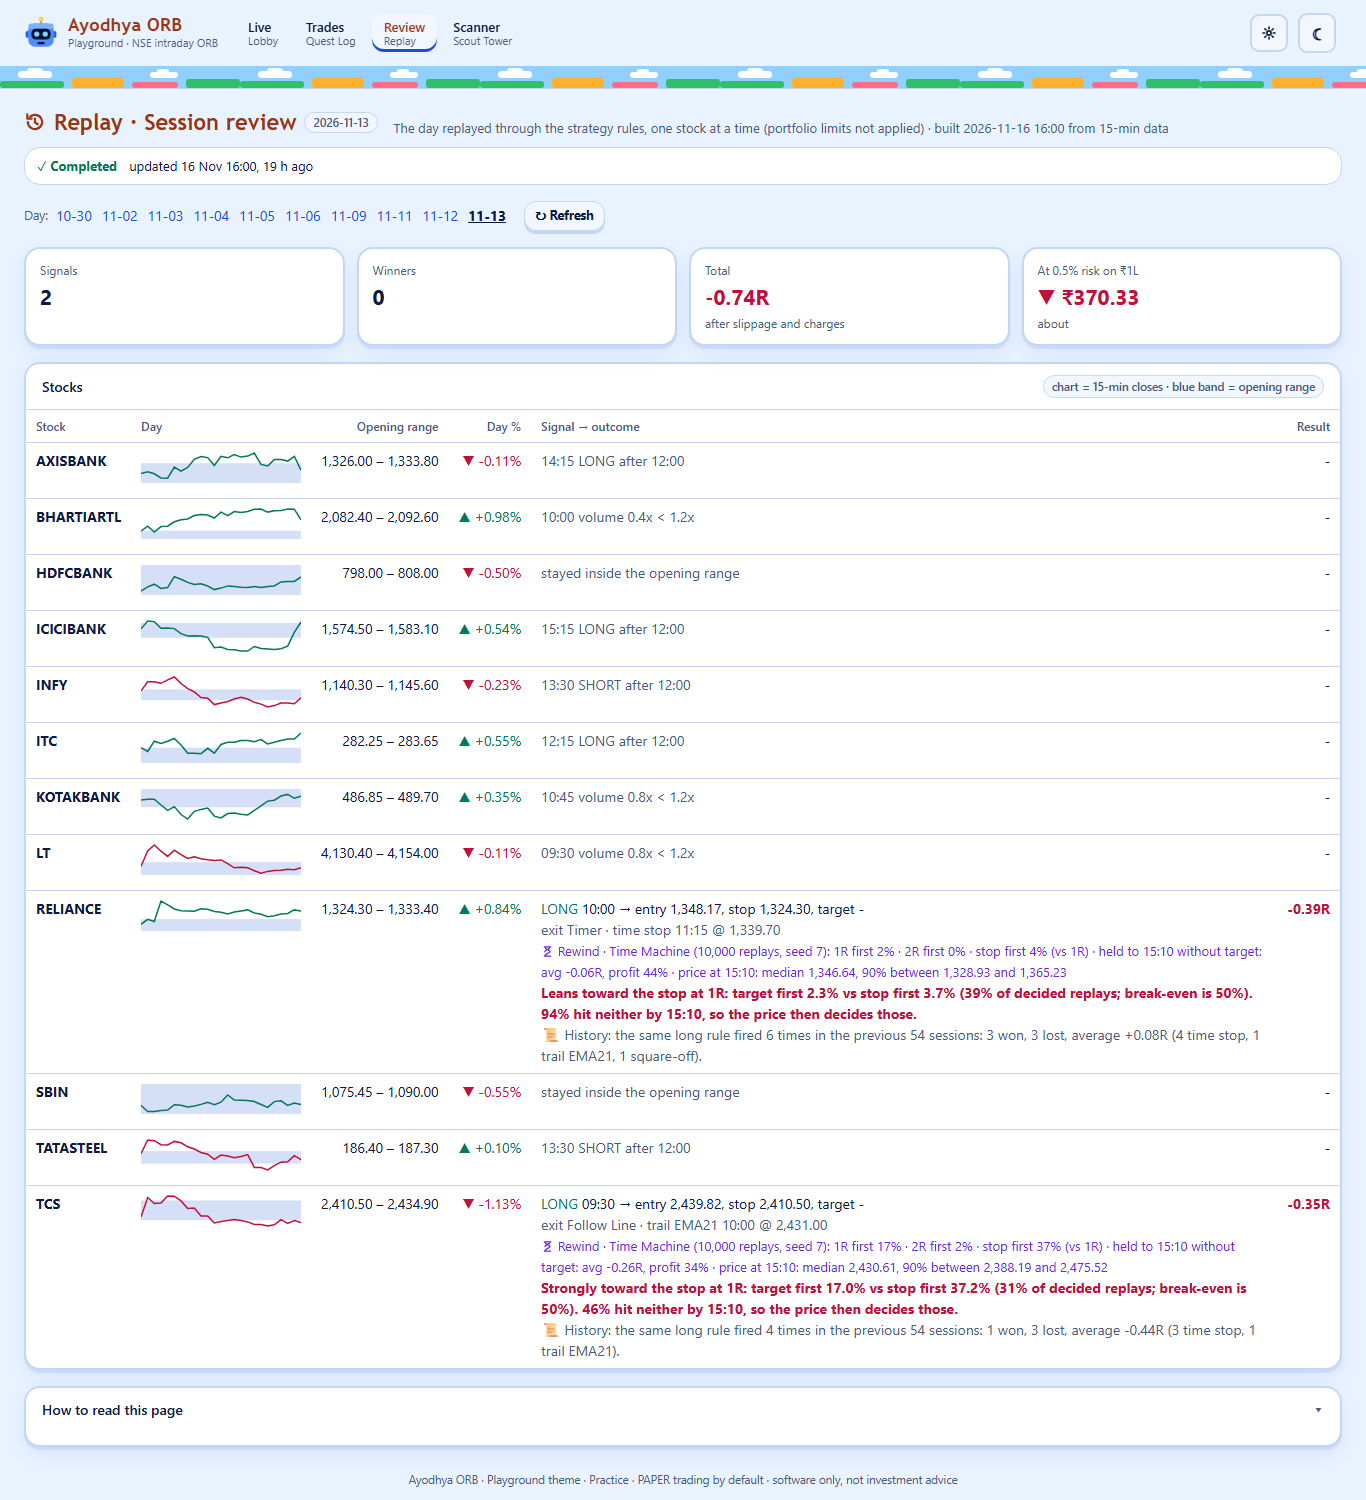 Ayodhya ORB
Playground · NSE intraday ORB
Live
Lobby
Trades
Quest Log
Review
Replay
Scanner
Scout Tower
Replay · Session review
2026-11-13
The day replayed through the strategy rules, one stock at a time (portfolio limits not applied) · built 2026-11-16 16:00 from 15-min data
✓ Completed updated 16 Nov 16:00, 19 h ago
Day: 10-30 11-02 11-03 11-04 11-05 11-06 11-09 11-11 11-12 11-13 ↻ Refresh
Signals
2
Winners
0
Total
-0.74R
after slippage and charges
At 0.5% risk on ₹1L
▼ ₹370.33
about
Stocks
chart = 15-min closes · blue band = opening range
Stock Day Opening range Day % Signal → outcome Result
AXISBANK 1,326.00 – 1,333.80 ▼ -0.11% 14:15 LONG after 12:00 -
BHARTIARTL 2,082.40 – 2,092.60 ▲ +0.98% 10:00 volume 0.4x < 1.2x -
HDFCBANK 798.00 – 808.00 ▼ -0.50% stayed inside the opening range -
ICICIBANK 1,574.50 – 1,583.10 ▲ +0.54% 15:15 LONG after 12:00 -
INFY 1,140.30 – 1,145.60 ▼ -0.23% 13:30 SHORT after 12:00 -
ITC 282.25 – 283.65 ▲ +0.55% 12:15 LONG after 12:00 -
KOTAKBANK 486.85 – 489.70 ▲ +0.35% 10:45 volume 0.8x < 1.2x -
LT 4,130.40 – 4,154.00 ▼ -0.11% 09:30 volume 0.8x < 1.2x -
RELIANCE 1,324.30 – 1,333.40 ▲ +0.84% LONG 10:00 → entry 1,348.17, stop 1,324.30, target - -0.39R
exit Timer · time stop 11:15 @ 1,339.70
Rewind · Time Machine (10,000 replays, seed 7): 1R first 2% · 2R first 0% · stop first 4% (vs 1R) · held to 15:10 without target:
avg -0.06R, profit 44% · price at 15:10: median 1,346.64, 90% between 1,328.93 and 1,365.23
Leans toward the stop at 1R: target first 2.3% vs stop first 3.7% (39% of decided replays; break-even is 50%).
94% hit neither by 15:10, so the price then decides those.
📜 History: the same long rule fired 6 times in the previous 54 sessions: 3 won, 3 lost, average +0.08R (4 time stop, 1
trail EMA21, 1 square-off).
SBIN 1,075.45 – 1,090.00 ▼ -0.55% stayed inside the opening range -
TATASTEEL 186.40 – 187.30 ▲ +0.10% 13:30 SHORT after 12:00 -
TCS 2,410.50 – 2,434.90 ▼ -1.13% LONG 09:30 → entry 2,439.82, stop 2,410.50, target - -0.35R
exit Follow Line · trail EMA21 10:00 @ 2,431.00
Rewind · Time Machine (10,000 replays, seed 7): 1R first 17% · 2R first 2% · stop first 37% (vs 1R) · held to 15:10 without
target: avg -0.26R, profit 34% · price at 15:10: median 2,430.61, 90% between 2,388.19 and 2,475.52
Strongly toward the stop at 1R: target first 17.0% vs stop first 37.2% (31% of decided replays; break-even is
50%). 46% hit neither by 15:10, so the price then decides those.
📜 History: the same long rule fired 4 times in the previous 54 sessions: 1 won, 3 lost, average -0.44R (3 time stop, 1
trail EMA21).
How to read this page
Ayodhya ORB · Playground theme · Practice · PAPER trading by default · software only, not investment advice